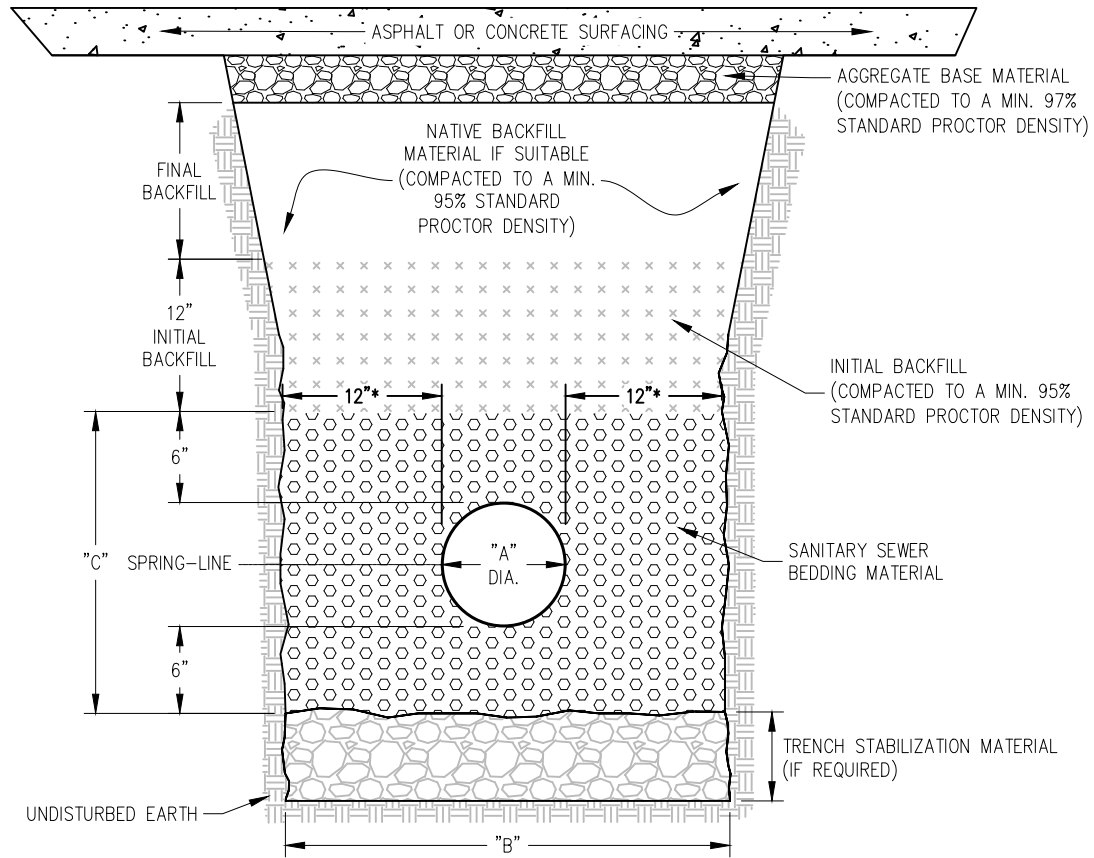 ASPHALT OR CONCRETE SURFACING
AGGREGATE BASE MATERIAL
(COMPACTED TO A MIN. 97%
STANDARD PROCTOR DENSITY)
NATIVE BACKFILL
MATERIAL IF SUITABLE
(COMPACTED TO A MIN.
95% STANDARD
PROCTOR DENSITY)
FINAL
BACKFILL
12"
INITIAL
BACKFILL
INITIAL BACKFILL
(COMPACTED TO A MIN. 95%
STANDARD PROCTOR DENSITY)
12"*
12"*
6"
"C"
SPRING-LINE
"A"
DIA.
SANITARY SEWER
BEDDING MATERIAL
6"
TRENCH STABILIZATION MATERIAL
(IF REQUIRED)
UNDISTURBED EARTH
"B"